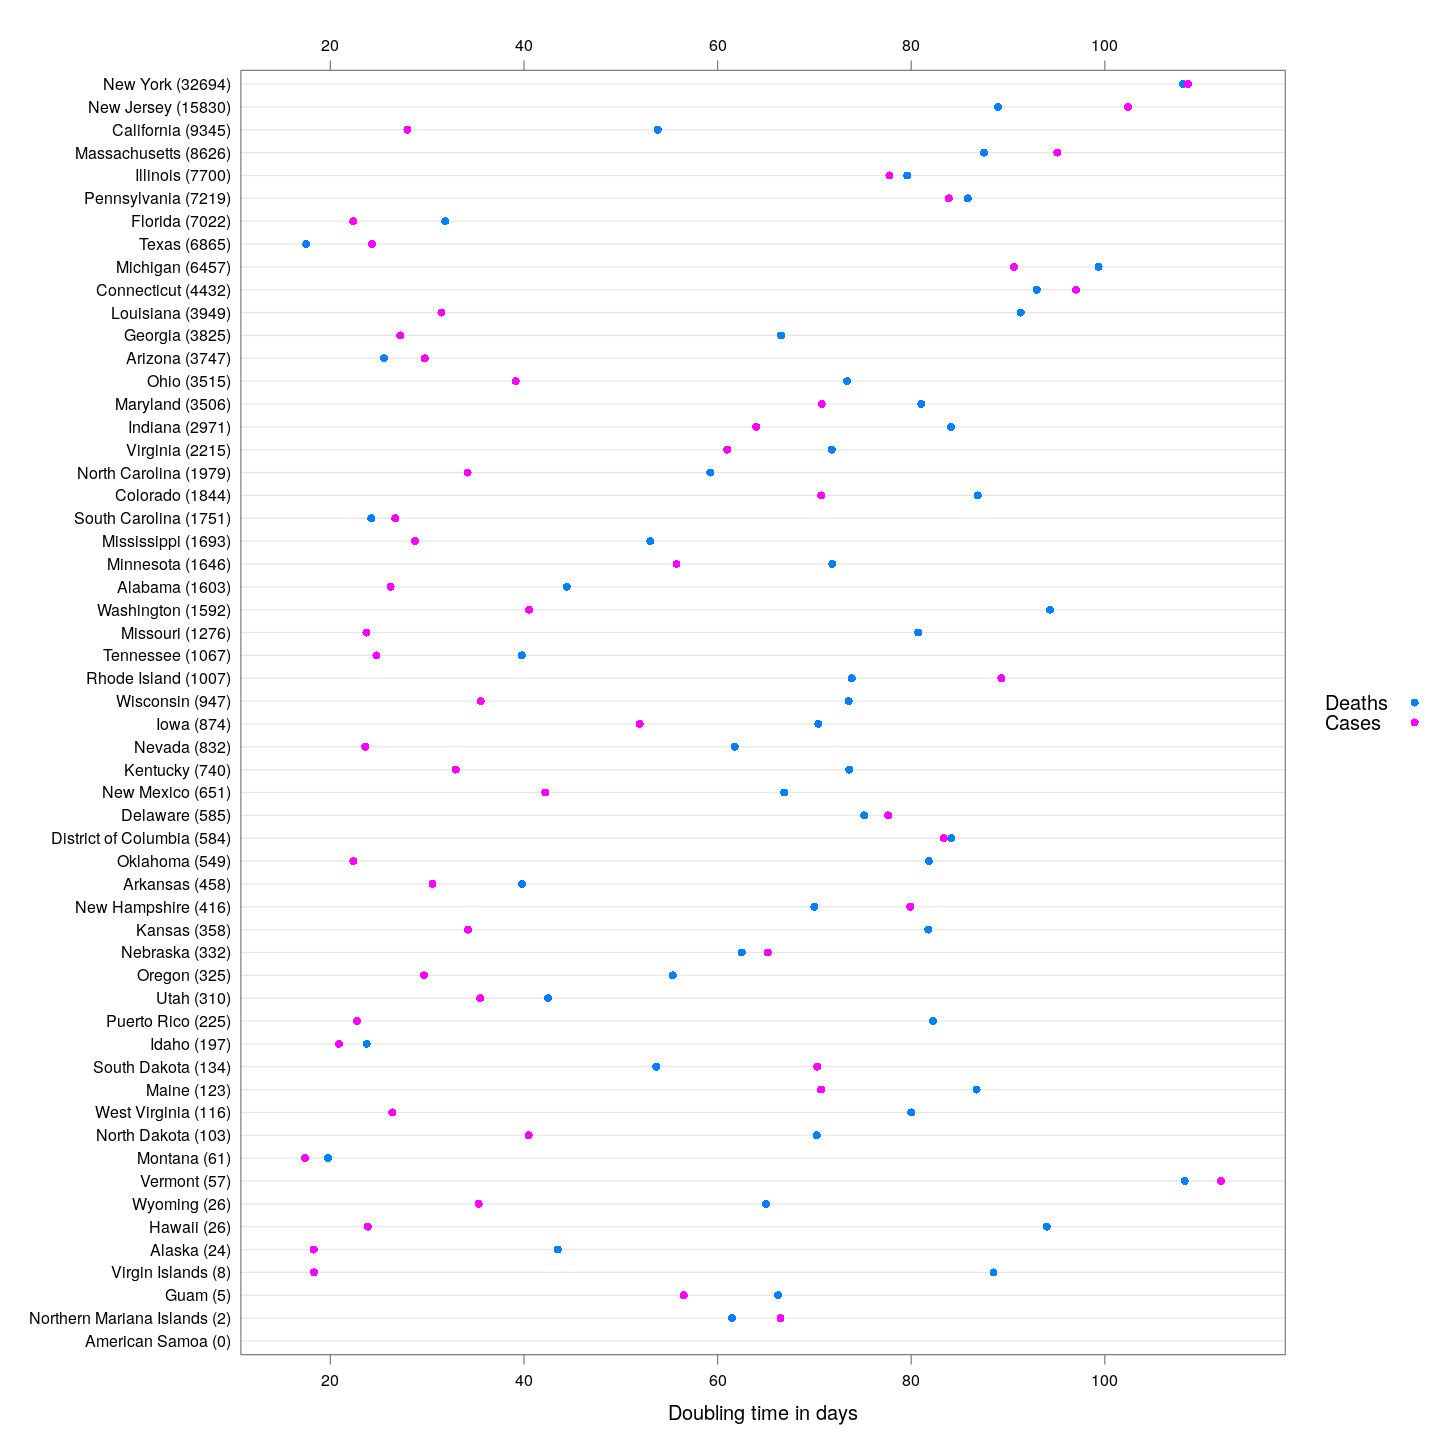 20 40 60 80 100
New York (32694)
New Jersey (15830)
California (9345)
Massachusetts (8626)
Illinois (7700)
Pennsylvania (7219)
Florida (7022)
Texas (6865)
Michigan (6457)
Connecticut (4432)
Louisiana (3949)
Georgia (3825)
Arizona (3747)
Ohio (3515)
Maryland (3506)
Indiana (2971)
Virginia (2215)
North Carolina (1979)
Colorado (1844)
South Carolina (1751)
Mississippi (1693)
Minnesota (1646)
Alabama (1603)
Washington (1592)
Missouri (1276)
Tennessee (1067)
Rhode Island (1007)
Wisconsin (947)
Iowa (874)
Nevada (832)
Kentucky (740)
New Mexico (651)
Delaware (585)
District of Columbia (584)
Oklahoma (549)
Arkansas (458)
New Hampshire (416)
Kansas (358)
Nebraska (332)
Oregon (325)
Utah (310)
Puerto Rico (225)
Idaho (197)
South Dakota (134)
Maine (123)
West Virginia (116)
North Dakota (103)
Montana (61)
Vermont (57)
Wyoming (26)
Hawaii (26)
Alaska (24)
Virgin Islands (8)
Guam (5)
Northern Mariana Islands (2)
American Samoa (0)
20 40 60 80 100
Doubling time in days
Deaths
Cases